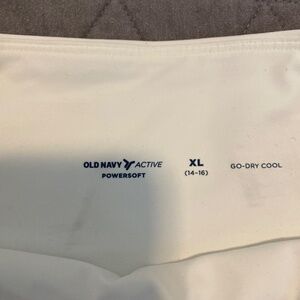 OLD NAVY ACTIVE
POWERSOFT
XL
(14-16)
GO-DRY COOL